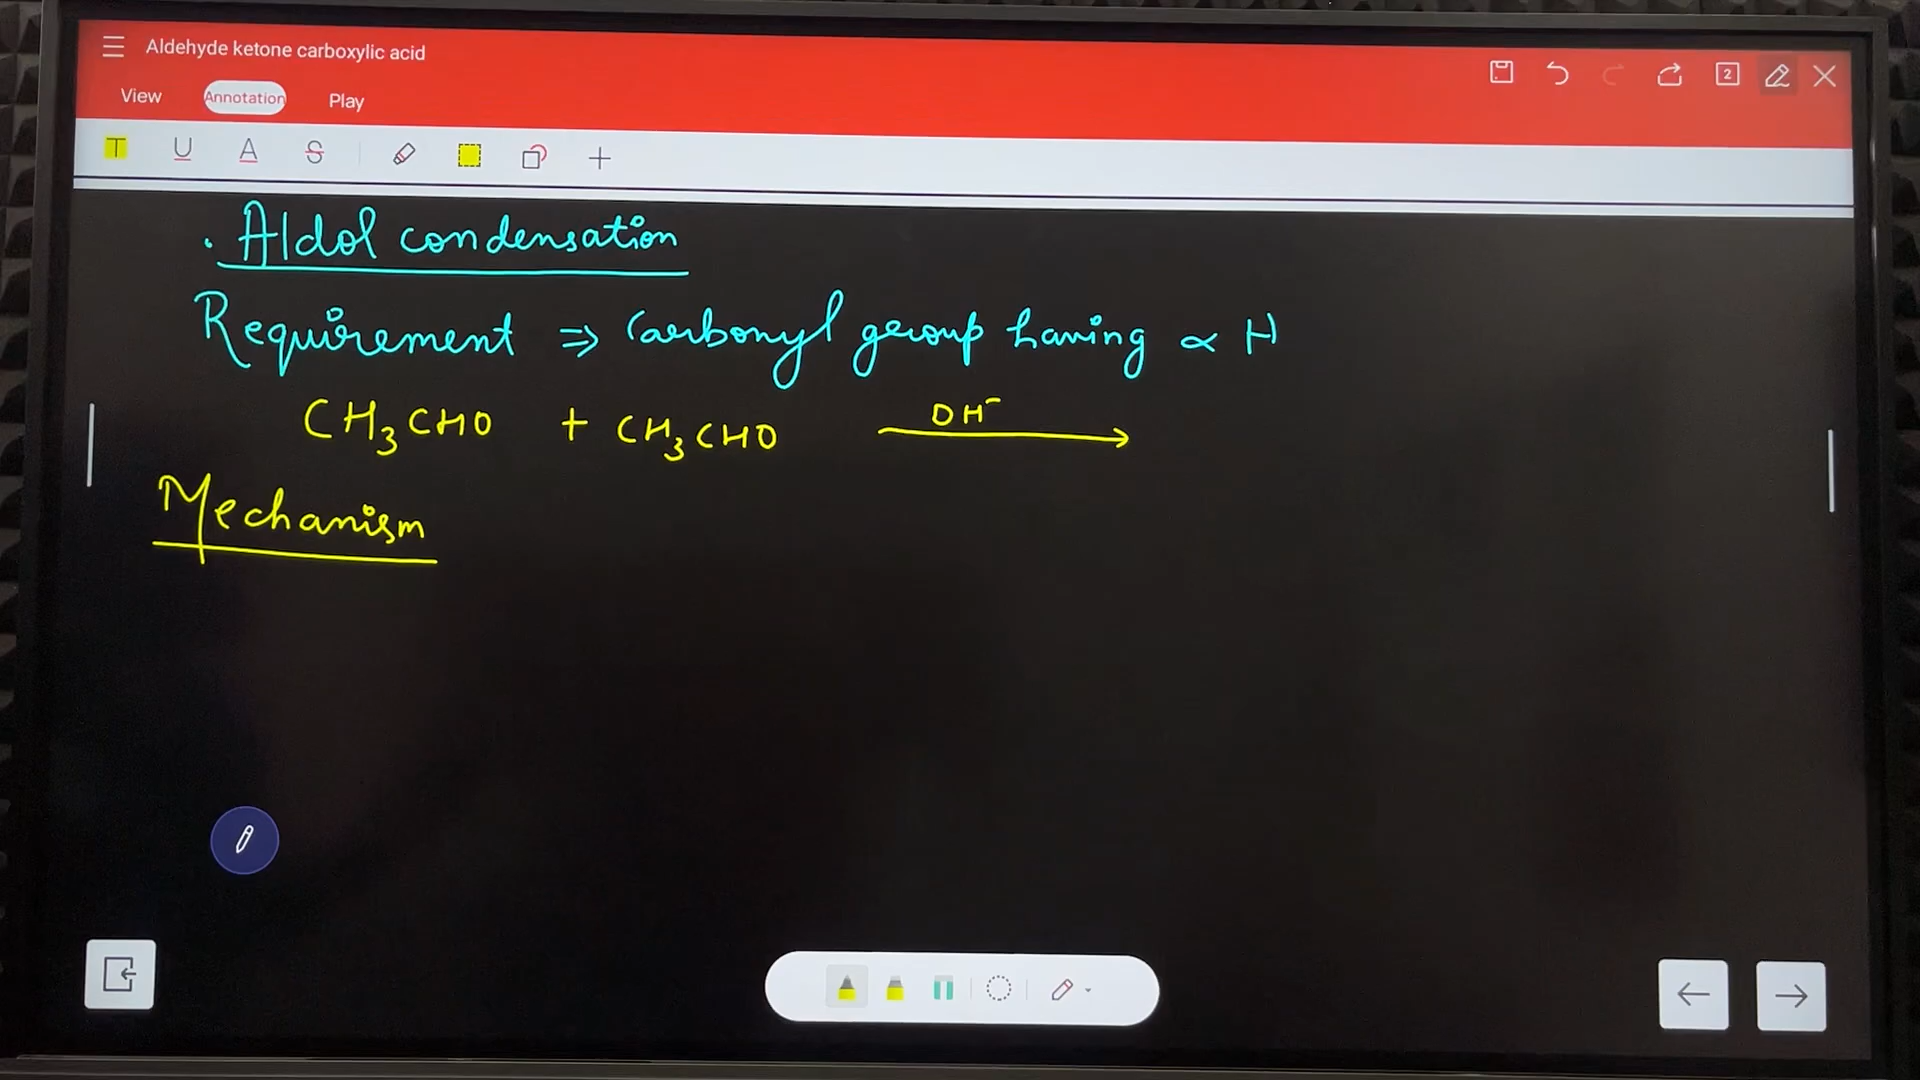 Aldehyde ketone carboxylic acid
View Annotation Play
T U A S
. Aldol condensation
Requirement ⇒ Carbonyl group having ∝ H
CH₃CHO + CH₃CHO OH⁻ →
Mechanism